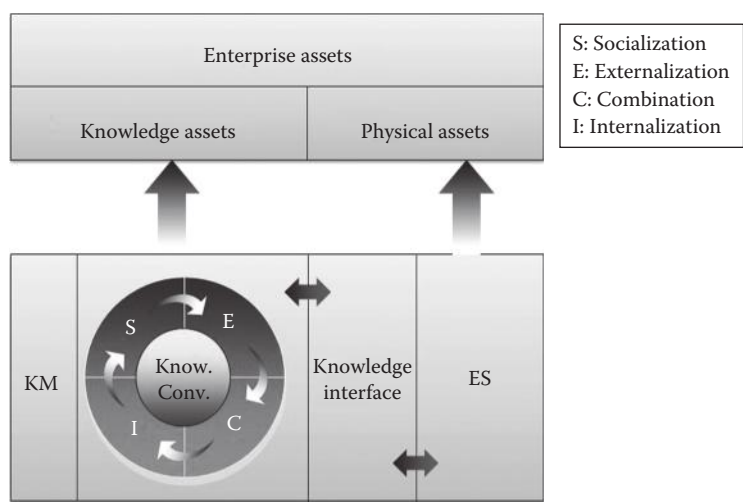 Enterprise assets
Knowledge assets
Physical assets
S: Socialization
E: Externalization
C: Combination
I: Internalization
KM
S
E
I
C
Know.
Conv.
Knowledge
interface
ES